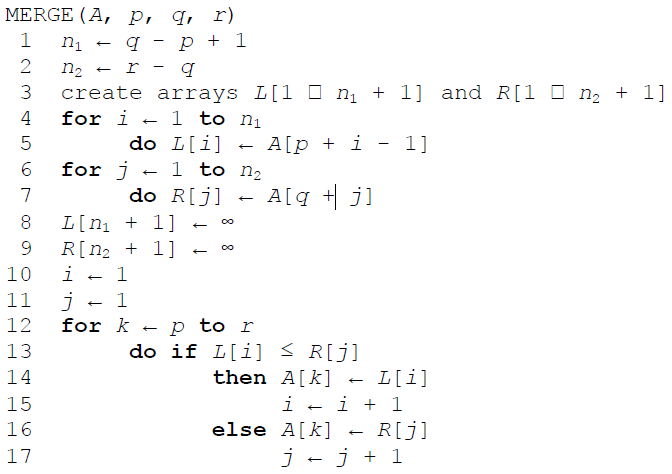 MERGE(A, p, q, r)
1 n₁ ← q - p + 1
2 n₂ ← r - q
3 create arrays L[1 □ n₁ + 1] and R[1 □ n₂ + 1]
4 for i ← 1 to n₁
5 do L[i] ← A[p + i - 1]
6 for j ← 1 to n₂
7 do R[j] ← A[q + j]
8 L[n₁ + 1] ← ∞
9 R[n₂ + 1] ← ∞
10 i ← 1
11 j ← 1
12 for k ← p to r
13 do if L[i] ≤ R[j]
14 then A[k] ← L[i]
15 i ← i + 1
16 else A[k] ← R[j]
17 j ← j + 1